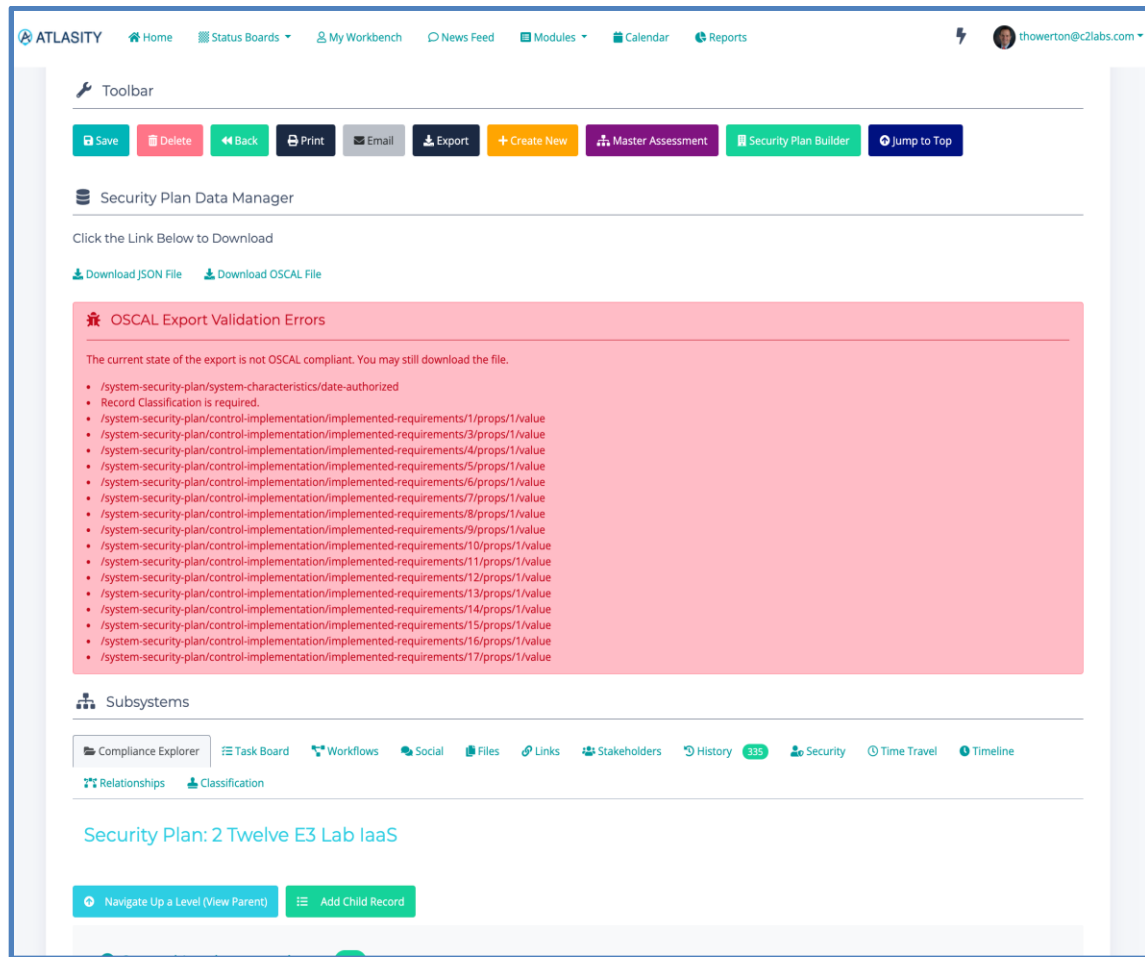 ATLASITY Home Status Boards My Workbench News Feed Modules Calendar Reports thowerton@c2labs.com
Toolbar
Save Delete Back Print Email Export Create New Master Assessment Security Plan Builder Jump to Top
Security Plan Data Manager
Click the Link Below to Download
Download JSON File Download OSCAL File
OSCAL Export Validation Errors
The current state of the export is not OSCAL compliant. You may still download the file.
• /system-security-plan/system-characteristics/date-authorized
• Record Classification is required.
• /system-security-plan/control-implementation/implemented-requirements/1/props/1/value
• /system-security-plan/control-implementation/implemented-requirements/3/props/1/value
• /system-security-plan/control-implementation/implemented-requirements/4/props/1/value
• /system-security-plan/control-implementation/implemented-requirements/5/props/1/value
• /system-security-plan/control-implementation/implemented-requirements/6/props/1/value
• /system-security-plan/control-implementation/implemented-requirements/7/props/1/value
• /system-security-plan/control-implementation/implemented-requirements/8/props/1/value
• /system-security-plan/control-implementation/implemented-requirements/9/props/1/value
• /system-security-plan/control-implementation/implemented-requirements/10/props/1/value
• /system-security-plan/control-implementation/implemented-requirements/11/props/1/value
• /system-security-plan/control-implementation/implemented-requirements/12/props/1/value
• /system-security-plan/control-implementation/implemented-requirements/13/props/1/value
• /system-security-plan/control-implementation/implemented-requirements/14/props/1/value
• /system-security-plan/control-implementation/implemented-requirements/15/props/1/value
• /system-security-plan/control-implementation/implemented-requirements/16/props/1/value
• /system-security-plan/control-implementation/implemented-requirements/17/props/1/value
Subsystems
Compliance Explorer Task Board Workflows Social Files Links Stakeholders History 335 Security Time Travel Timeline
Relationships Classification
Security Plan: 2 Twelve E3 Lab IaaS
Navigate Up a Level (View Parent) Add Child Record